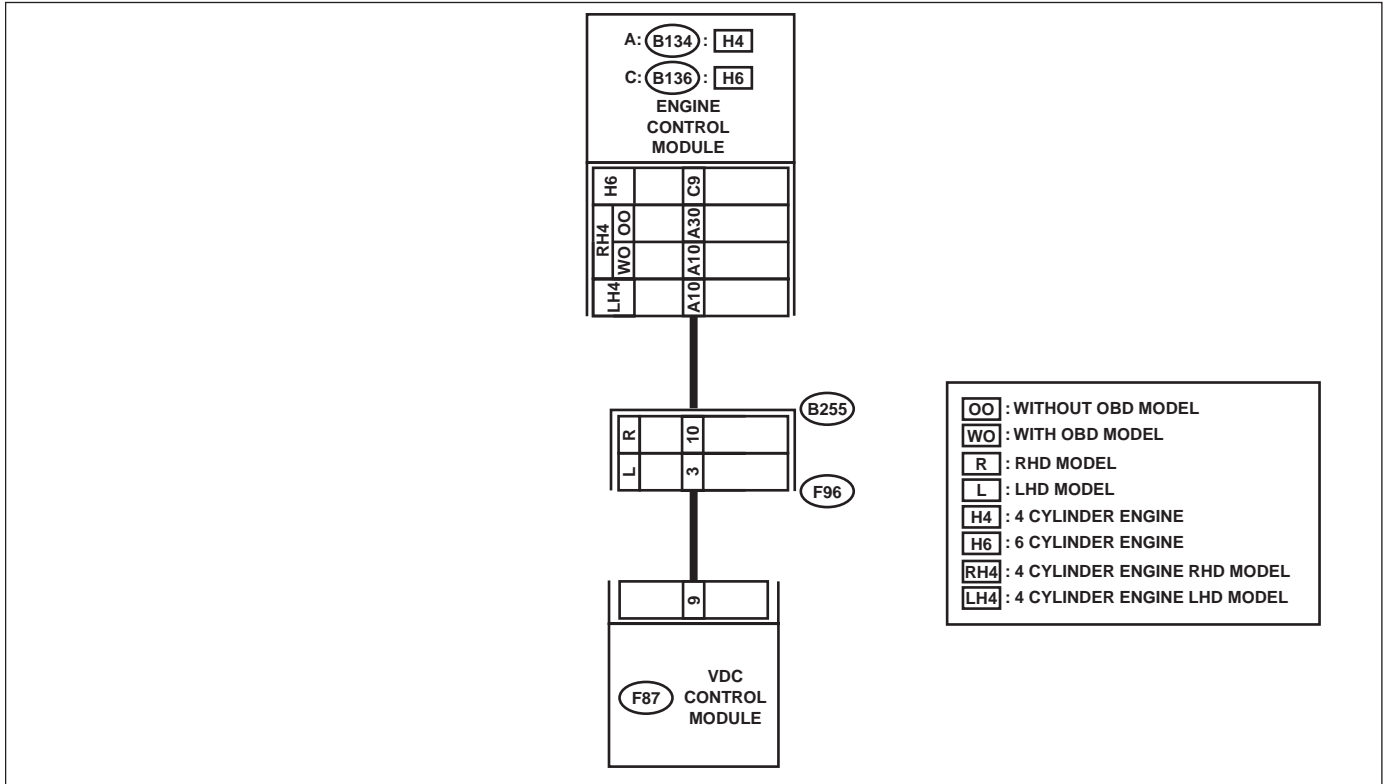 A: B134 : H4
C: B136 : H6
ENGINE
CONTROL
MODULE
H6 C9
RH4 OO A30
WO A10
LH4 A10
B255
R 10
L 3
F96
9
F87
VDC
CONTROL
MODULE
OO : WITHOUT OBD MODEL
WO : WITH OBD MODEL
R : RHD MODEL
L : LHD MODEL
H4 : 4 CYLINDER ENGINE
H6 : 6 CYLINDER ENGINE
RH4 : 4 CYLINDER ENGINE RHD MODEL
LH4 : 4 CYLINDER ENGINE LHD MODEL